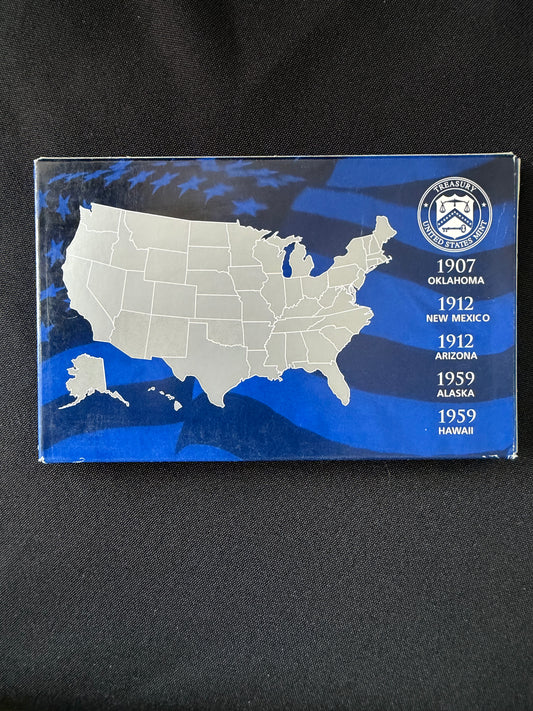 TREASURY
UNITED STATES MINT
1907
OKLAHOMA
1912
NEW MEXICO
1912
ARIZONA
1959
ALASKA
1959
HAWAII